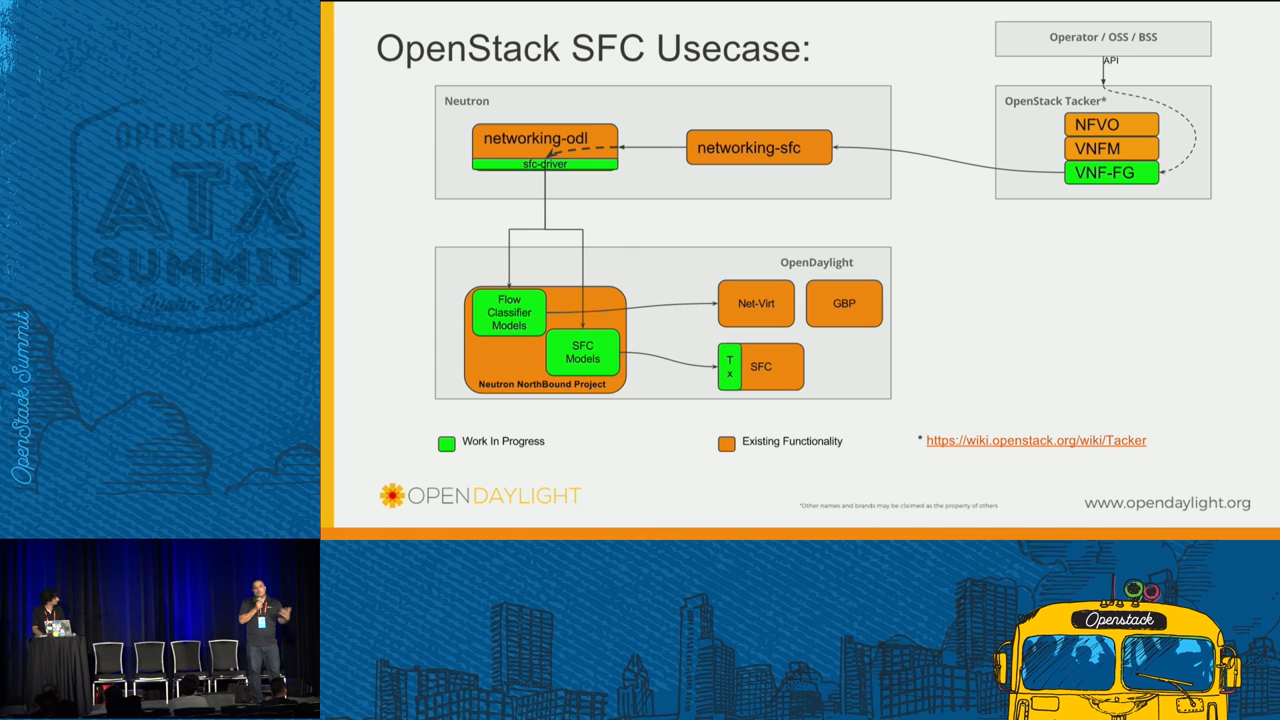 OpenStack SFC Usecase:
Operator / OSS / BSS
API
Neutron
networking-odl
sfc-driver
networking-sfc
OpenStack Tacker*
NFVO
VNFM
VNF-FG
OpenDaylight
Flow
Classifier
Models
SFC
Models
Neutron NorthBound Project
Net-Virt
GBP
T
x
SFC
Work In Progress
Existing Functionality
* https://wiki.openstack.org/wiki/Tacker
OPENDAYLIGHT
*Other names and brands may be claimed as the property of others
www.opendaylight.org
OPENSTACK
ATX
SUMMIT
OpenStack Summit
Openstack